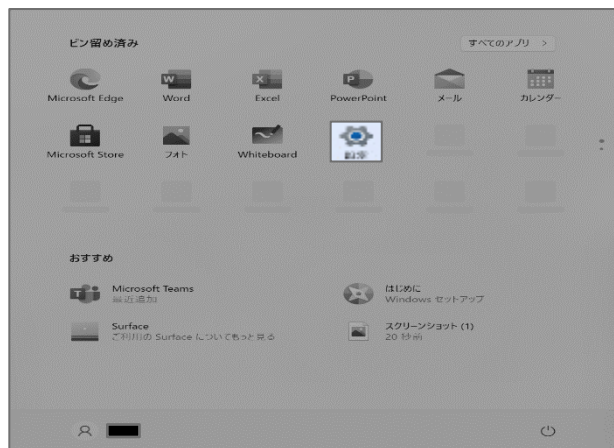 ピン留め済み
すべてのアプリ >
Microsoft Edge Word Excel PowerPoint メール カレンダー
Microsoft Store フォト Whiteboard 設定
おすすめ
Microsoft Teams
最近追加
はじめに
Windows セットアップ
Surface
ご利用の Surface についてもっと見る
スクリーンショット (1)
20 秒前